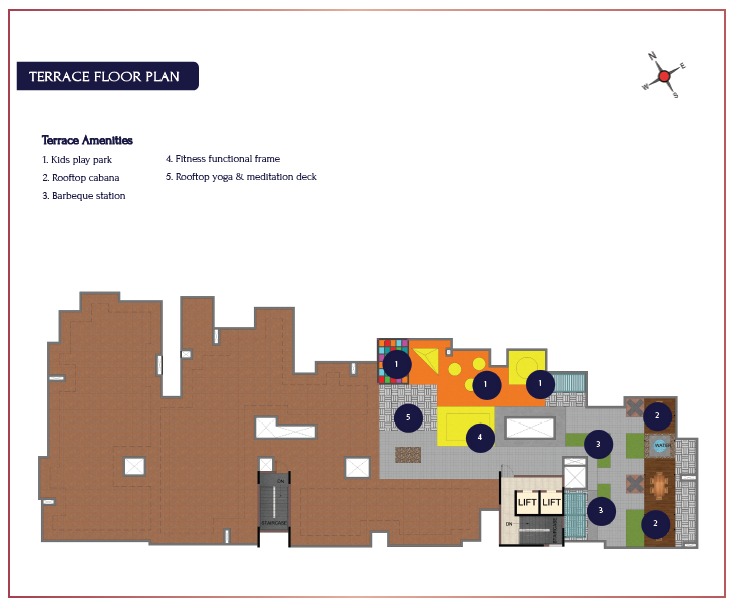 TERRACE FLOOR PLAN
N
E
W
S
Terrace Amenities
1. Kids play park
2. Rooftop cabana
3. Barbeque station
4. Fitness functional frame
5. Rooftop yoga & meditation deck
1
1
1
2
5
4
3
WATER
DN
LIFT LIFT
3
2
STAIRCASE
DN
STAIRCASE